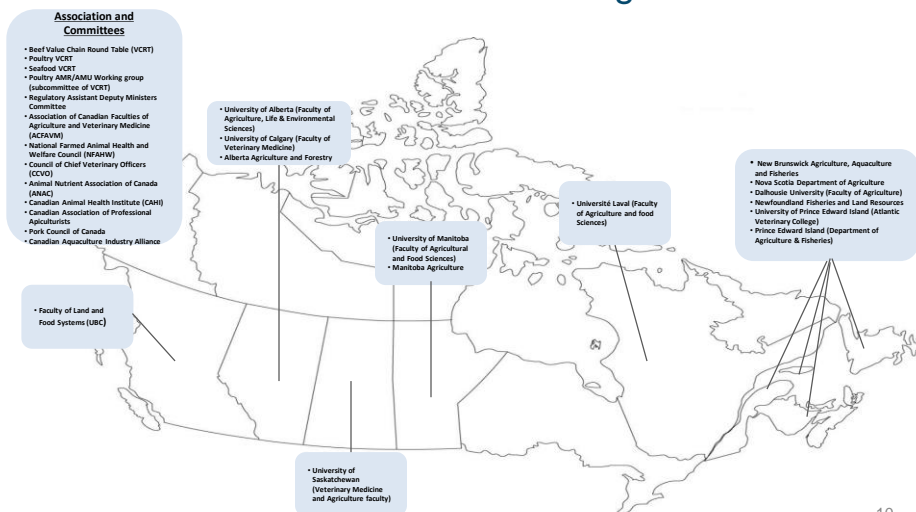 Association and
Committees
• Beef Value Chain Round Table (VCRT)
• Poultry VCRT
• Seafood VCRT
• Poultry AMR/AMU Working group
(subcommittee of VCRT)
• Regulatory Assistant Deputy Ministers
Committee
• Association of Canadian Faculties of
Agriculture and Veterinary Medicine
(ACFAVM)
• National Farmed Animal Health and
Welfare Council (NFAHW)
• Council of Chief Veterinary Officers
(CCVO)
• Animal Nutrient Association of Canada
(ANAC)
• Canadian Animal Health Institute (CAHI)
• Canadian Association of Professional
Apiculturists
• Pork Council of Canada
• Canadian Aquaculture Industry Alliance
• University of Alberta (Faculty of
Agriculture, Life & Environmental
Sciences)
• University of Calgary (Faculty of
Veterinary Medicine)
• Alberta Agriculture and Forestry
• University of Manitoba
(Faculty of Agricultural
and Food Sciences)
• Manitoba Agriculture
• Université Laval (Faculty
of Agriculture and food
Sciences)
• New Brunswick Agriculture, Aquaculture
and Fisheries
• Nova Scotia Department of Agriculture
• Dalhousie University (Faculty of Agriculture)
• Newfoundland Fisheries and Land Resources
• University of Prince Edward Island (Atlantic
Veterinary College)
• Prince Edward Island (Department of
Agriculture & Fisheries)
• Faculty of Land and
Food Systems (UBC)
• University of
Saskatchewan
(Veterinary Medicine
and Agriculture faculty)